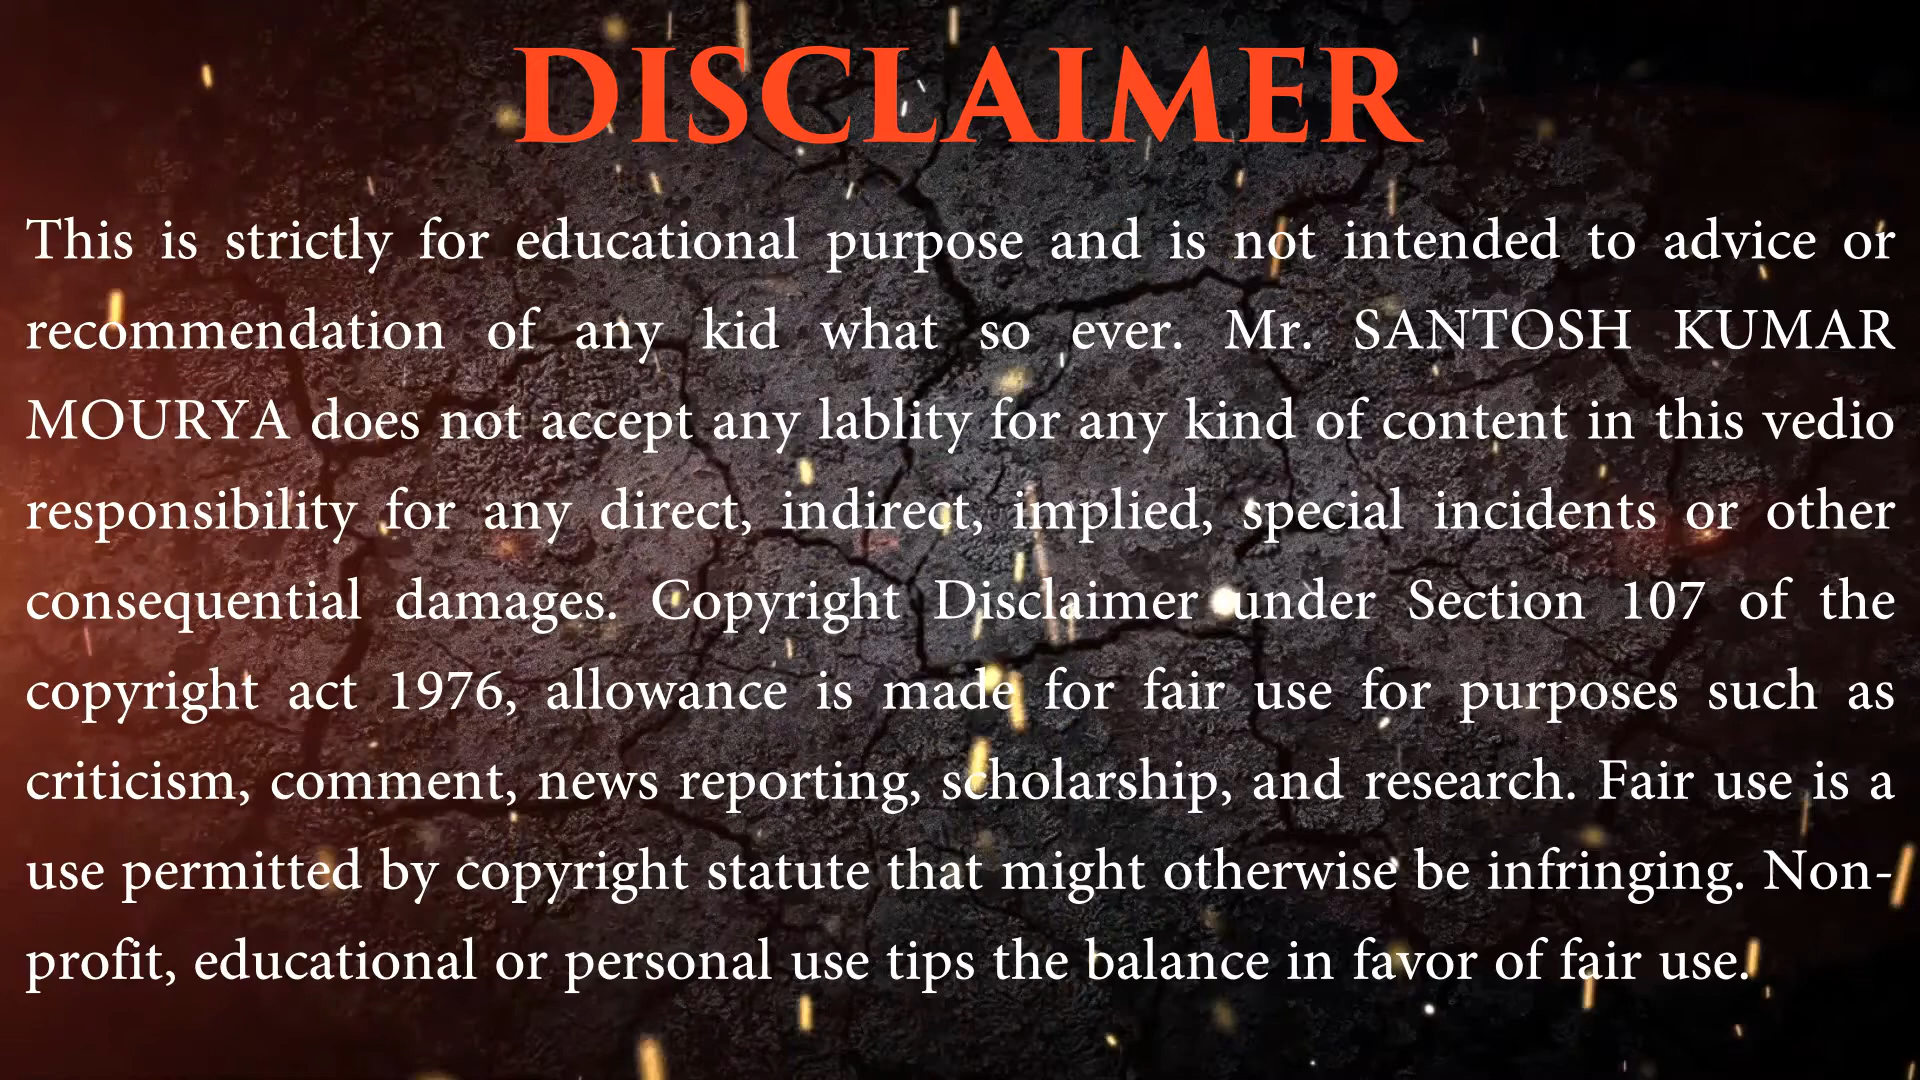 DISCLAIMER
This is strictly for educational purpose and is not intended to advice or
recommendation of any kid what so ever. Mr. SANTOSH KUMAR
MOURYA does not accept any lablity for any kind of content in this vedio
responsibility for any direct, indirect, implied, special incidents or other
consequential damages. Copyright Disclaimer under Section 107 of the
copyright act 1976, allowance is made for fair use for purposes such as
criticism, comment, news reporting, scholarship, and research. Fair use is a
use permitted by copyright statute that might otherwise be infringing. Non-
profit, educational or personal use tips the balance in favor of fair use.